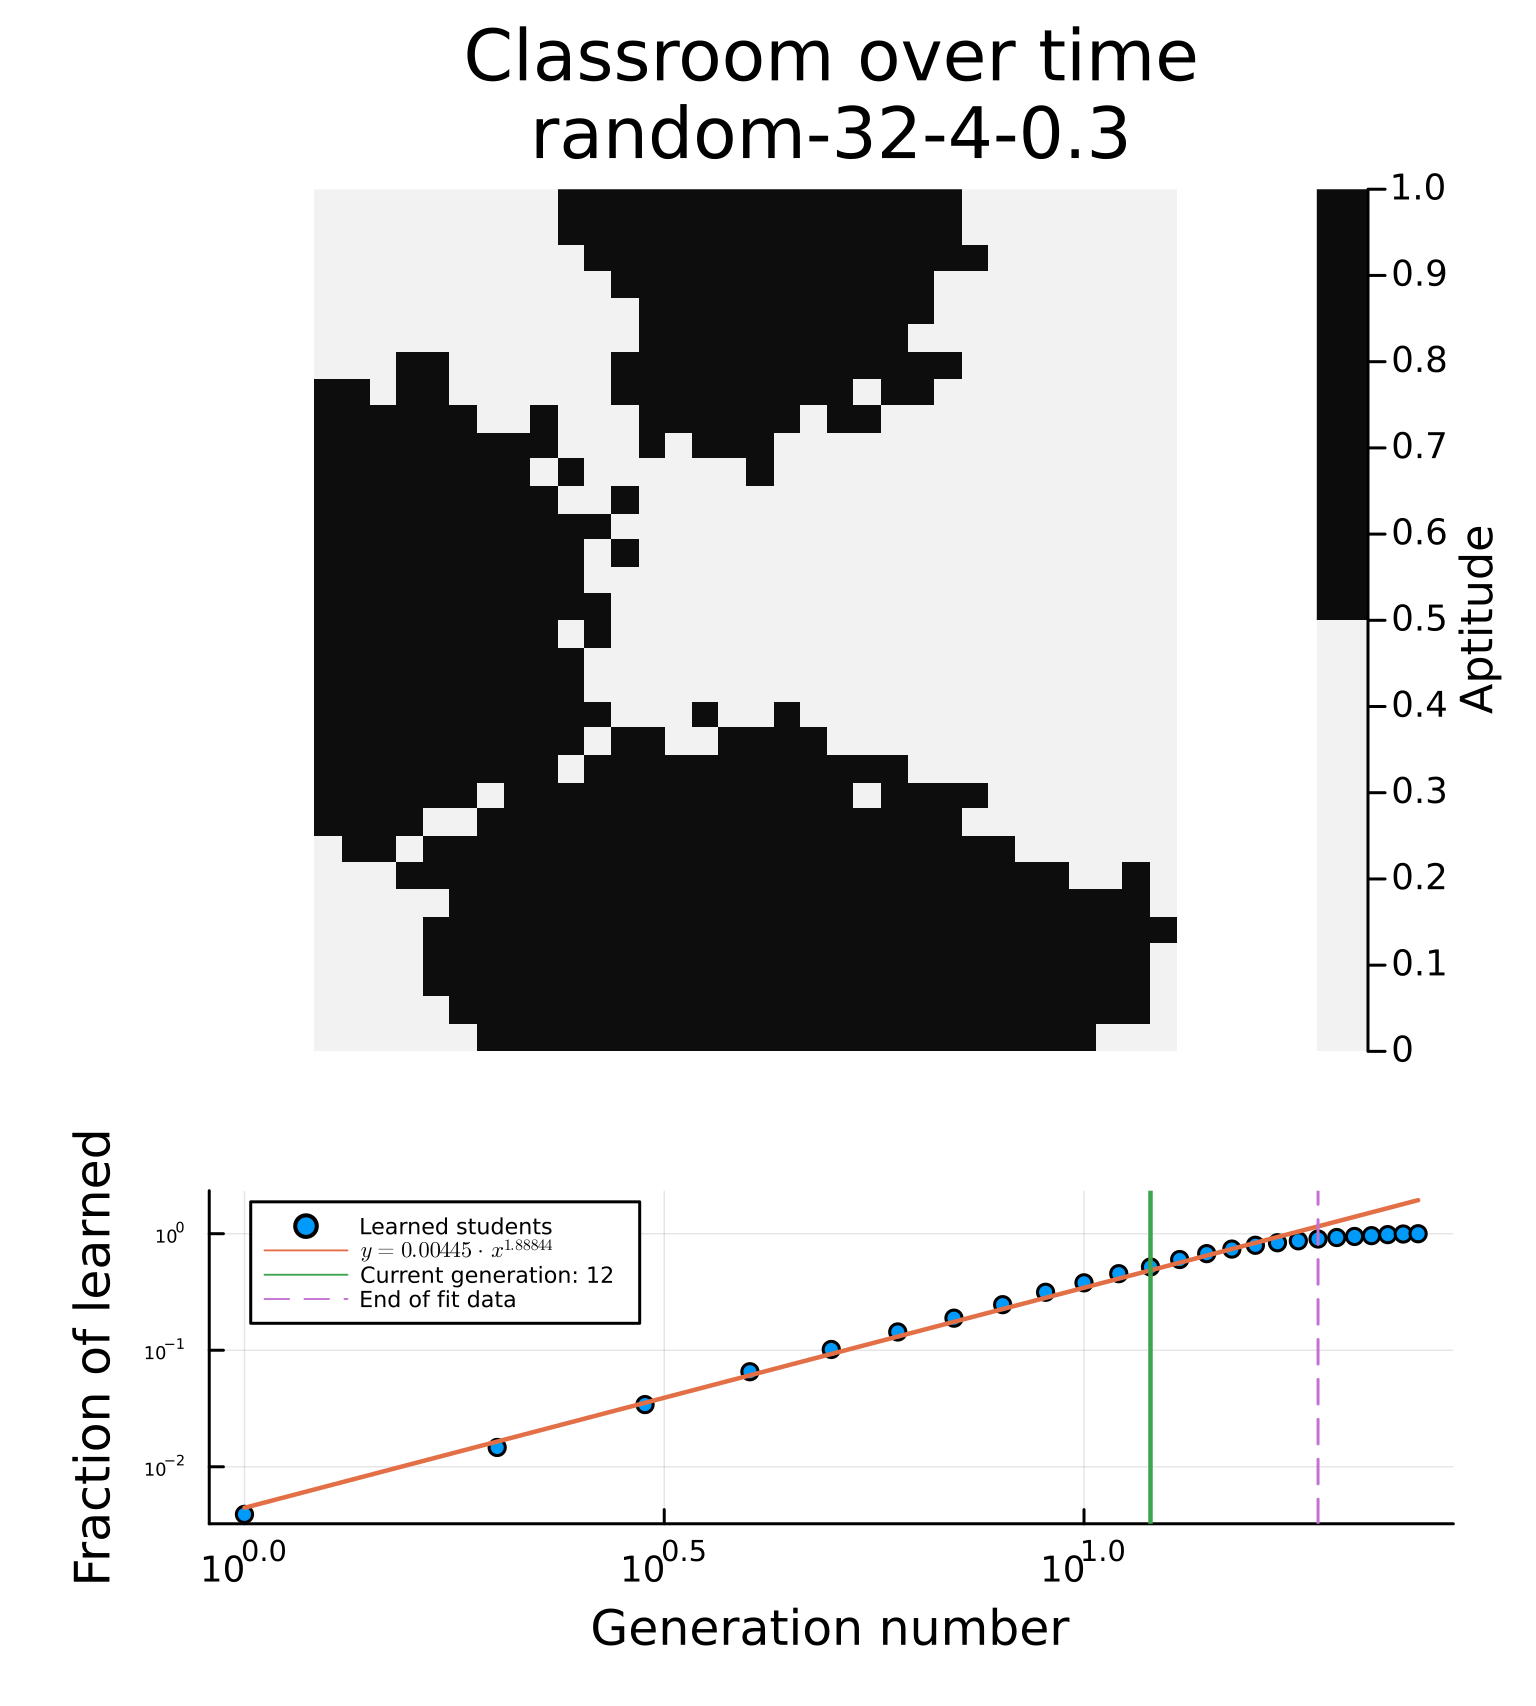 Classroom over time
random-32-4-0.3
1.0
0.9
0.8
0.7
0.6
0.5
0.4
0.3
0.2
0.1
0
Aptitude
Fraction of learned
10⁰
10⁻¹
10⁻²
Learned students
y = 0.00445 · x^1.88844
Current generation: 12
End of fit data
10^0.0 10^0.5 10^1.0
Generation number